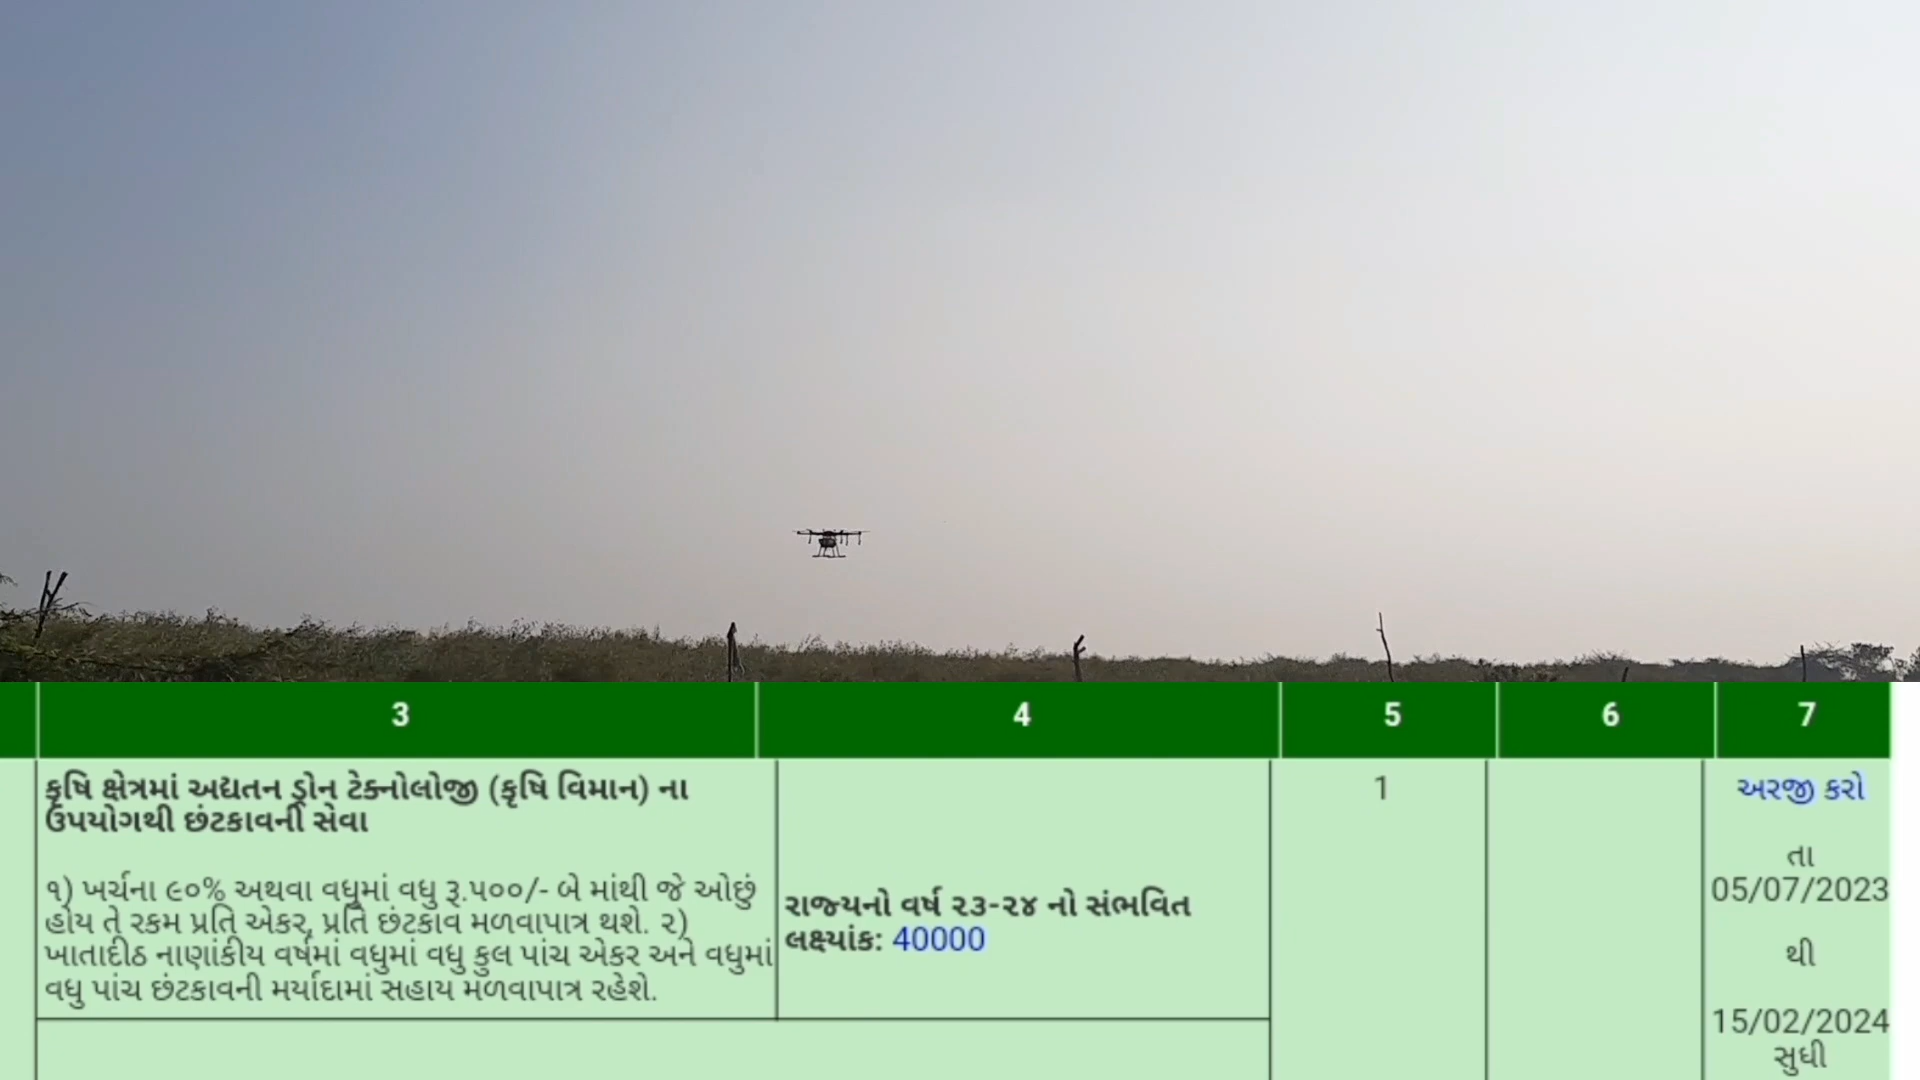 3 4 5 6 7
કૃષિ ક્ષેત્રમાં અદ્યતન ડ્રોન ટેક્નોલોજી (કૃષિ વિમાન) ના
ઉપયોગથી છંટકાવની સેવા
૧) ખર્ચના ૯૦% અથવા વધુમાં વધુ રૂ.૫૦૦/- બે માંથી જે ઓછું
હોય તે રકમ પ્રતિ એકર, પ્રતિ છંટકાવ મળવાપાત્ર થશે. ૨)
ખાતાદીઠ નાણાંકીય વર્ષમાં વધુમાં વધુ કુલ પાંચ એકર અને વધુમાં
વધુ પાંચ છંટકાવની મર્યાદામાં સહાય મળવાપાત્ર રહેશે.
રાજ્યનો વર્ષ ૨૩-૨૪ નો સંભવિત
લક્ષ્યાંક: 40000
1
અરજી કરો
તા
05/07/2023
થી
15/02/2024
સુધી